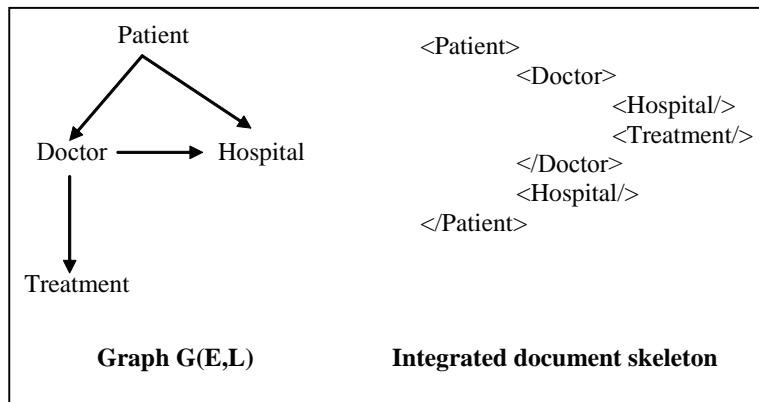 Patient
Doctor
Hospital
Treatment
Graph G(E,L)
<Patient>
<Doctor>
<Hospital/>
<Treatment/>
</Doctor>
<Hospital/>
</Patient>
Integrated document skeleton